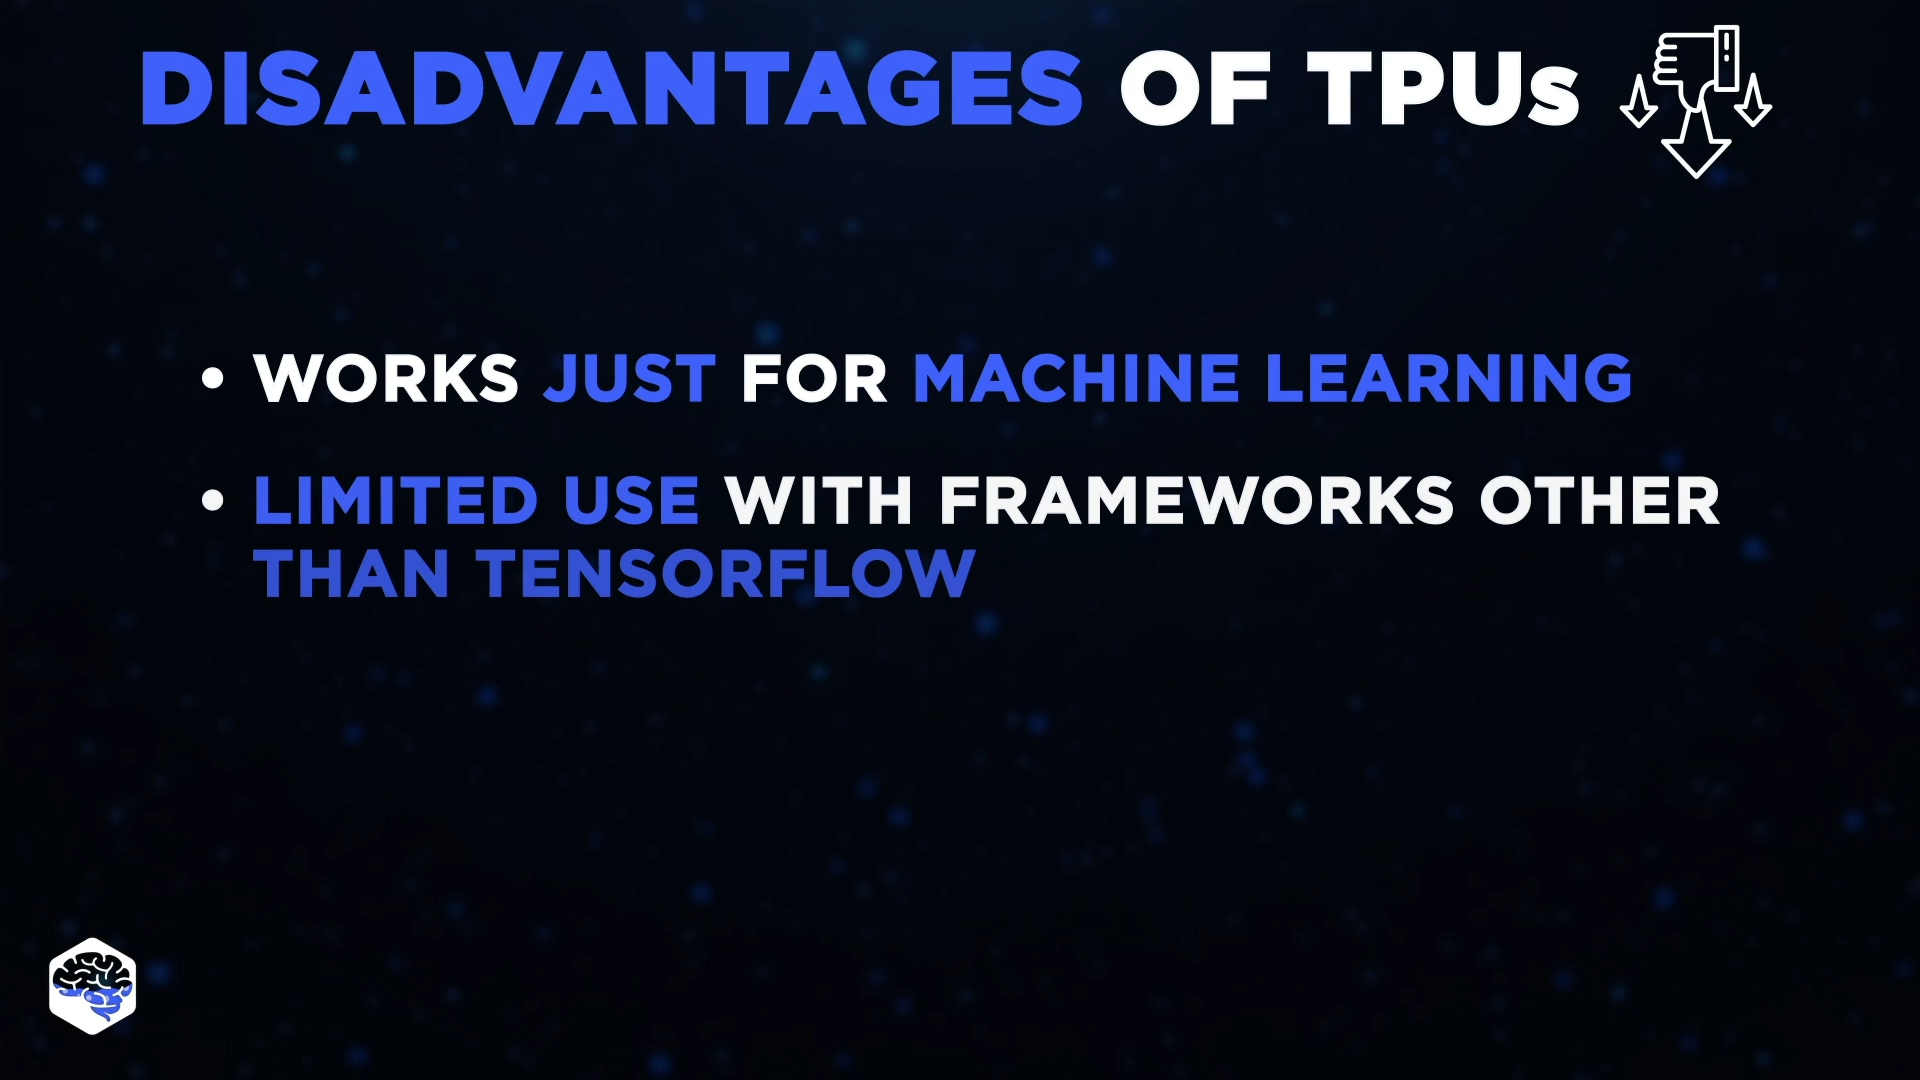 DISADVANTAGES OF TPUs
• WORKS JUST FOR MACHINE LEARNING
• LIMITED USE WITH FRAMEWORKS OTHER
THAN TENSORFLOW